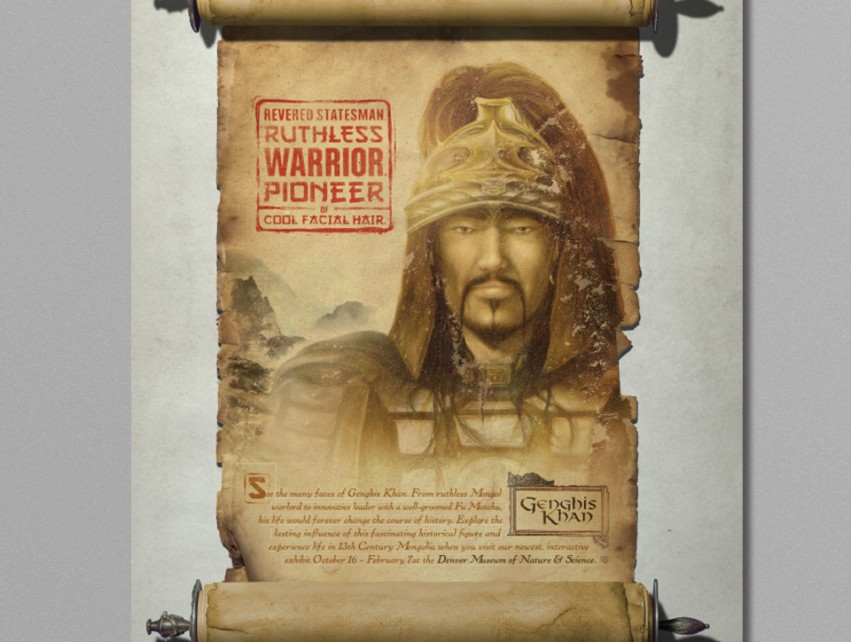 REVERED STATESMAN
RUTHLESS
WARRIOR
PIONEER
OF
COOL FACIAL HAIR.
See the many faces of Genghis Khan. From ruthless Mongol
warlord to innovative leader with a well-groomed Fu Manchu,
his life would forever change the course of history. Explore the
lasting influence of this fascinating historical figure and
experience life in 13th Century Mongolia when you visit our newest, interactive
exhibit October 16 - February 7 at the Denver Museum of Nature & Science.
Genghis
Khan